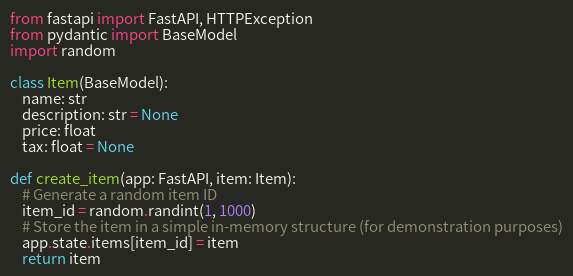 from fastapi import FastAPI, HTTPException
from pydantic import BaseModel
import random

class Item(BaseModel):
    name: str
    description: str = None
    price: float
    tax: float = None

def create_item(app: FastAPI, item: Item):
    # Generate a random item ID
    item_id = random.randint(1, 1000)
    # Store the item in a simple in-memory structure (for demonstration purposes)
    app.state.items[item_id] = item
    return item